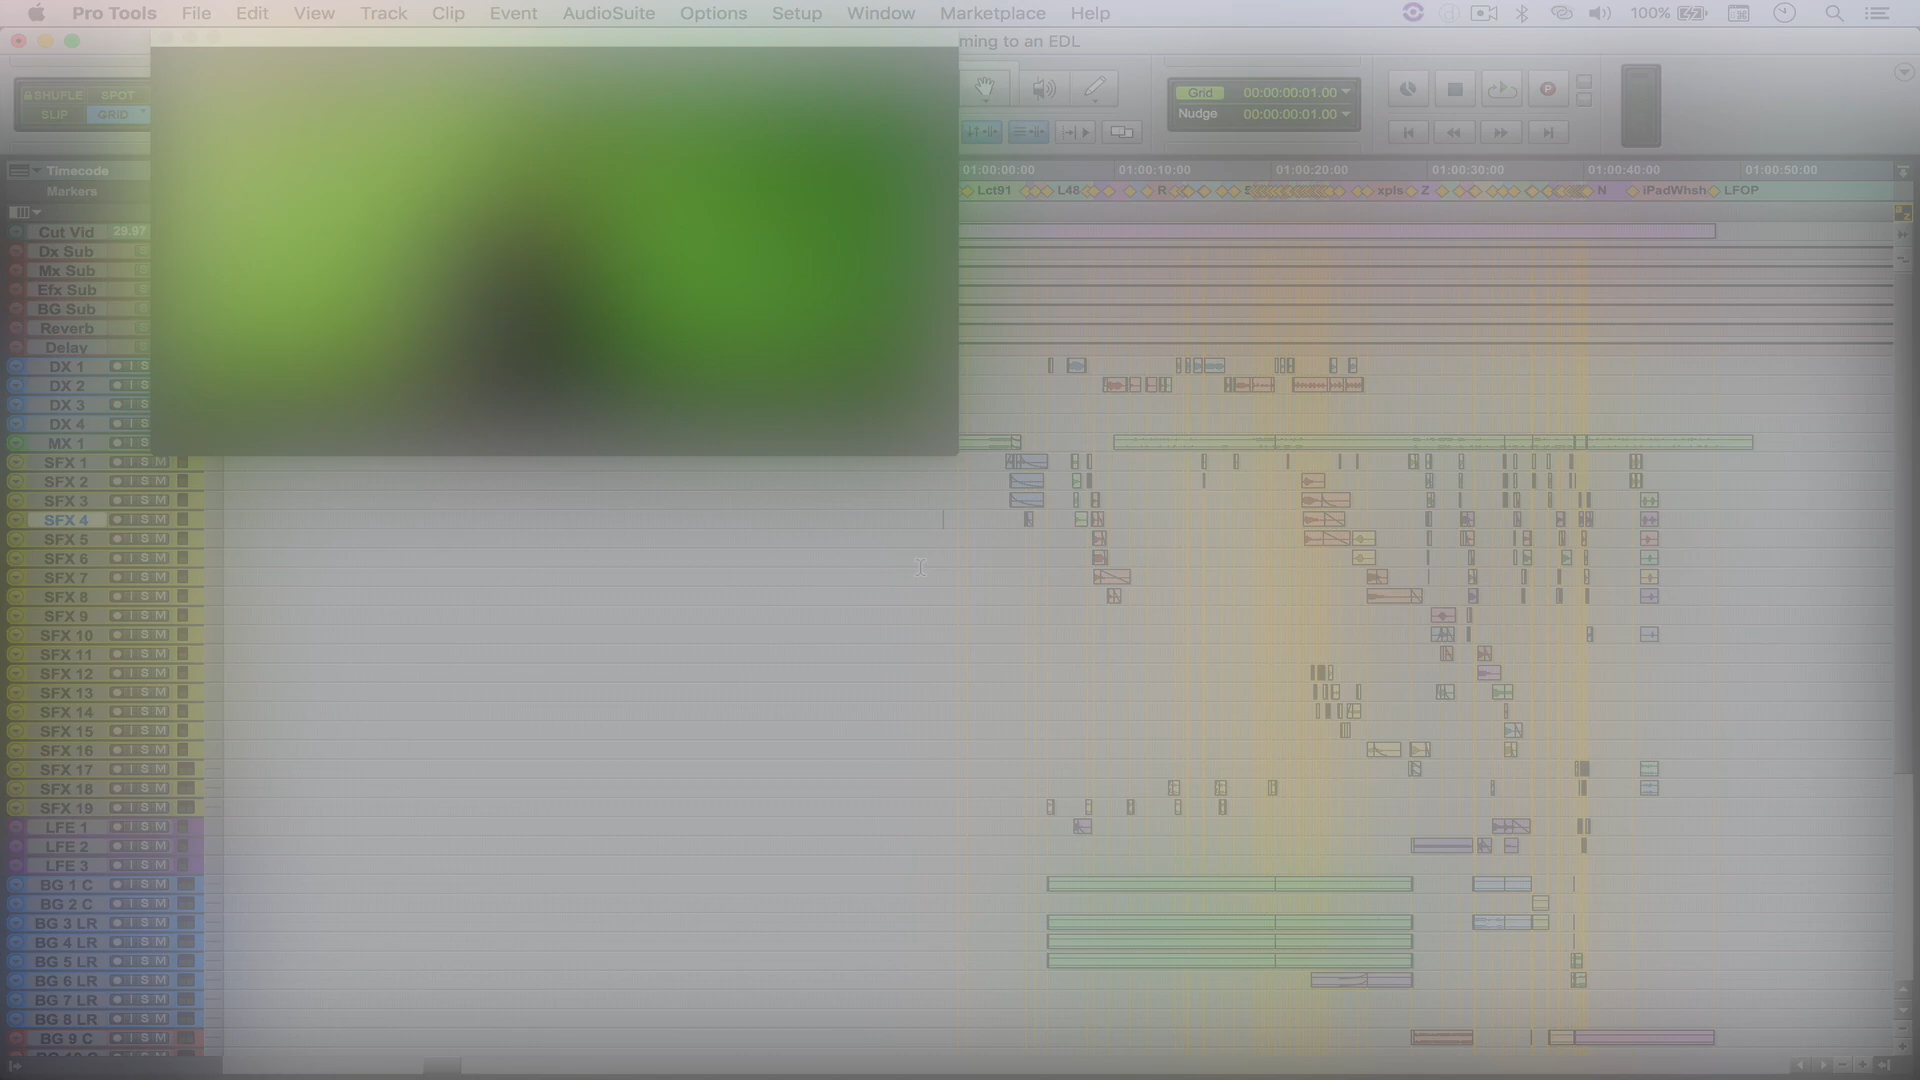 Pro Tools File Edit View Track Clip Event AudioSuite Options Setup Window Marketplace Help 100%
ming to an EDL
SHUFFLE SPOT
SLIP GRID
Grid 00:00:00:01.00
Nudge 00:00:00:01.00
Timecode 01:00:00:00 01:00:10:00 01:00:20:00 01:00:30:00 01:00:40:00 01:00:50:00
Markers Lct91 L48 R xpls Z N iPadWhsh LFOP
Cut Vid 29.97
Dx Sub
Mx Sub
Efx Sub
BG Sub
Reverb
Delay
DX 1 I S
DX 2 I S
DX 3 I S
DX 4 I S
MX 1 I S
SFX 1 I S M
SFX 2 I S M
SFX 3 I S M
SFX 4 I S M
SFX 5 I S M
SFX 6 I S M
SFX 7 I S M
SFX 8 I S M
SFX 9 I S M
SFX 10 I S M
SFX 11 I S M
SFX 12 I S M
SFX 13 I S M
SFX 14 I S M
SFX 15 I S M
SFX 16 I S M
SFX 17 I S M
SFX 18 I S M
SFX 19 I S M
LFE 1 I S M
LFE 2 I S M
LFE 3 I S M
BG 1 C I S M
BG 2 C I S M
BG 3 LR I S M
BG 4 LR I S M
BG 5 LR I S M
BG 6 LR I S M
BG 7 LR I S M
BG 8 LR I S M
BG 9 C I S M